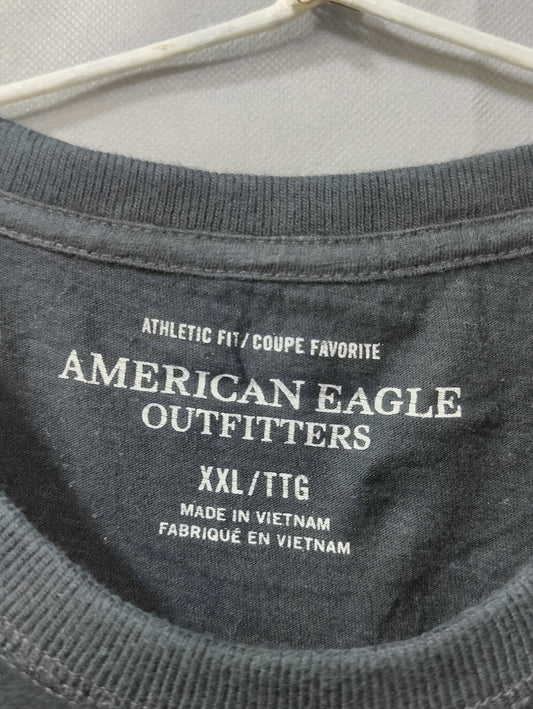 ATHLETIC FIT/ COUPE FAVORITE
AMERICAN EAGLE
OUTFITTERS
XXL/TTG
MADE IN VIETNAM
FABRIQUÉ EN VIETNAM